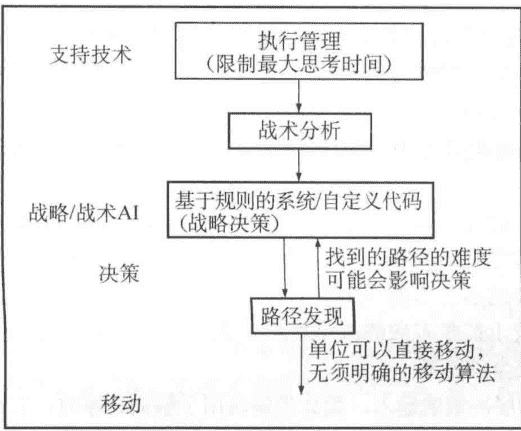 支持技术
执行管理
(限制最大思考时间)
战术分析
战略/战术AI
基于规则的系统/自定义代码
(战略决策)
决策
找到的路径的难度
可能会影响决策
路径发现
单位可以直接移动，
无须明确的移动算法
移动